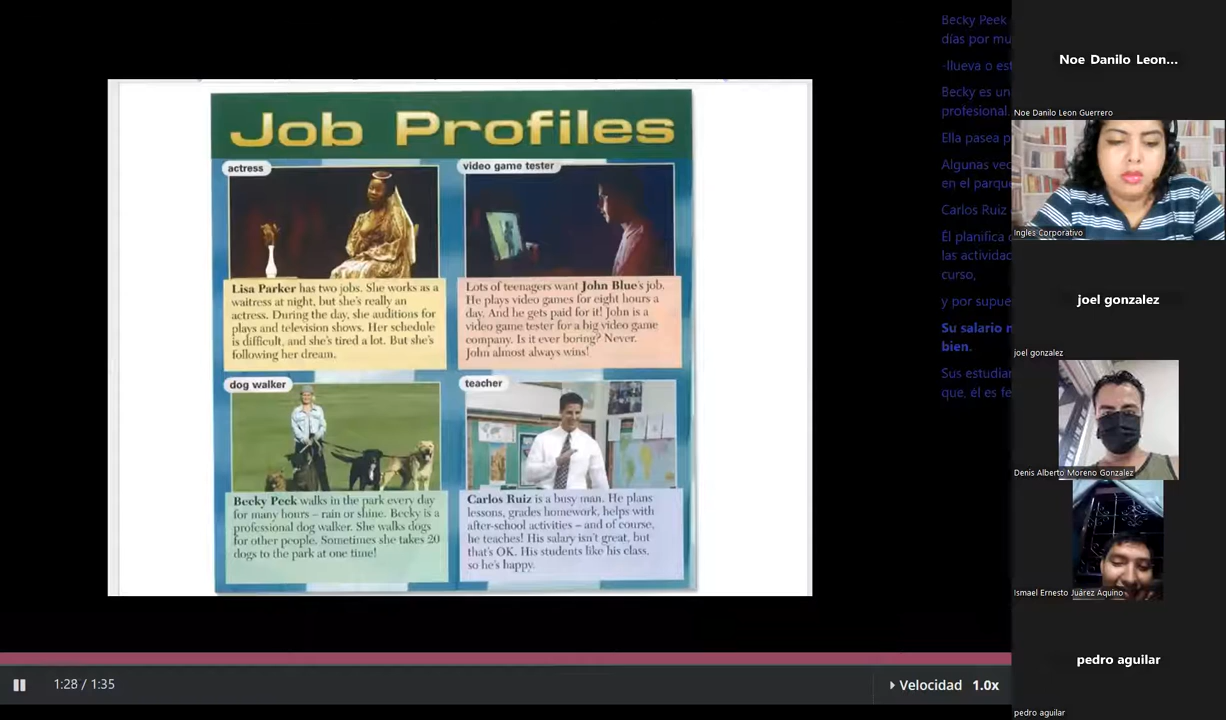 Job Profiles
actress
Lisa Parker has two jobs. She works as a
waitress at night, but she's really an
actress. During the day, she auditions for
plays and television shows. Her schedule
is difficult, and she's tired a lot. But she's
following her dream.
video game tester
Lots of teenagers want John Blue's job.
He plays video games for eight hours a
day. And he gets paid for it! John is a
video game tester for a big video game
company. Is it ever boring? Never.
John almost always wins!
dog walker
Becky Peek walks in the park every day
for many hours – rain or shine. Becky is a
professional dog walker. She walks dogs
for other people. Sometimes she takes 20
dogs to the park at one time!
teacher
Carlos Ruiz is a busy man. He plans
lessons, grades homework, helps with
after-school activities – and of course,
he teaches! His salary isn't great, but
that's OK. His students like his class,
so he's happy.
Becky Peek
días por mu
-llueva o est
Becky es un
profesional.
Ella pasea p
Algunas vec
en el parqu
Carlos Ruiz
Él planifica
las actividad
curso,
y por supue
Su salario n
bien.
Sus estudia
que, él es fe
Noe Danilo Leon...
Noe Danilo Leon Guerrero
Ingles Corporativo
joel gonzalez
joel gonzalez
Denis Alberto Moreno Gonzalez
Ismael Ernesto Juárez Aquino
pedro aguilar
pedro aguilar
1:28 / 1:35
Velocidad 1.0x